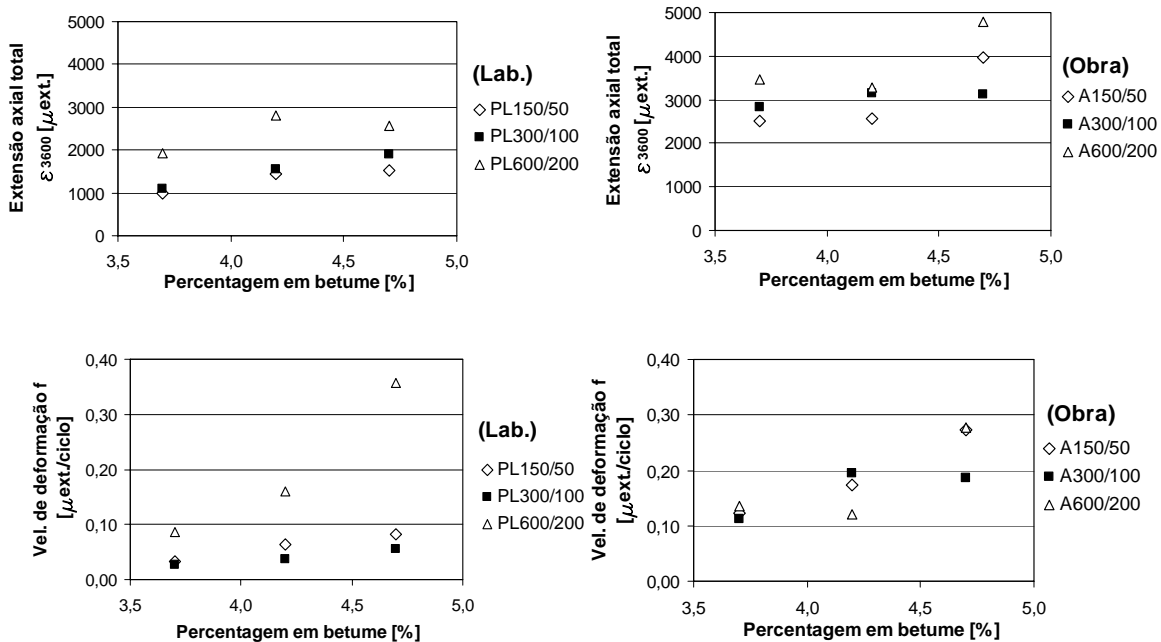 Extensão axial total
ε3600 [μext.]
5000
4000
3000
2000
1000
0
3,5
4,0
4,5
5,0
Percentagem em betume [%]
(Lab.)
PL150/50
PL300/100
PL600/200
Extensão axial total
ε3600 [μext.]
5000
4000
3000
2000
1000
0
3,5
4,0
4,5
5,0
Percentagem em betume [%]
(Obra)
A150/50
A300/100
A600/200
Vel. de deformação f
[μext./ciclo]
0,40
0,30
0,20
0,10
0,00
3,5
4,0
4,5
5,0
Percentagem em betume [%]
(Lab.)
PL150/50
PL300/100
PL600/200
Vel. de deformação f
[μext./ciclo]
0,40
0,30
0,20
0,10
0,00
3,5
4,0
4,5
5,0
Percentagem em betume [%]
(Obra)
A150/50
A300/100
A600/200